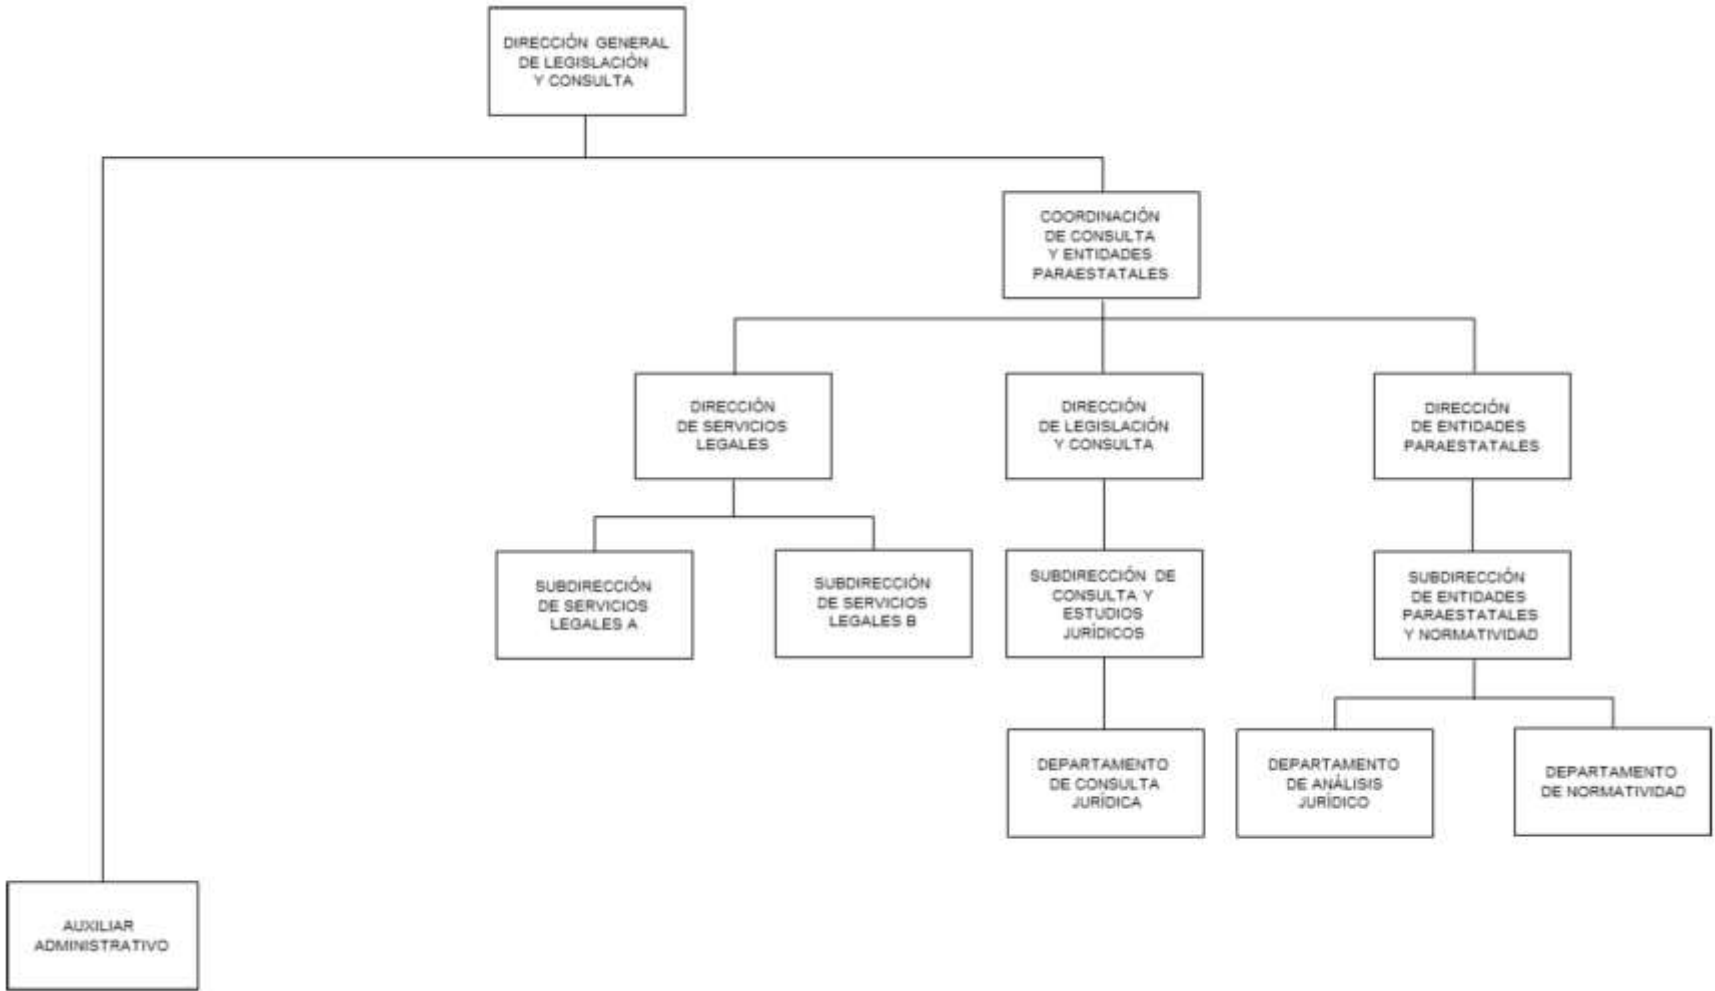 DIRECCIÓN GENERAL
DE LEGISLACIÓN
Y CONSULTA
COORDINACIÓN
DE CONSULTA
Y ENTIDADES
PARAESTATALES
DIRECCIÓN
DE SERVICIOS
LEGALES
DIRECCIÓN
DE LEGISLACIÓN
Y CONSULTA
DIRECCIÓN
DE ENTIDADES
PARAESTATALES
SUBDIRECCIÓN
DE SERVICIOS
LEGALES A
SUBDIRECCIÓN
DE SERVICIOS
LEGALES B
SUBDIRECCIÓN DE
CONSULTA Y
ESTUDIOS
JURÍDICOS
SUBDIRECCIÓN
DE ENTIDADES
PARAESTATALES
Y NORMATIVIDAD
DEPARTAMENTO
DE CONSULTA
JURÍDICA
DEPARTAMENTO
DE ANÁLISIS
JURÍDICO
DEPARTAMENTO
DE NORMATIVIDAD
AUXILIAR
ADMINISTRATIVO